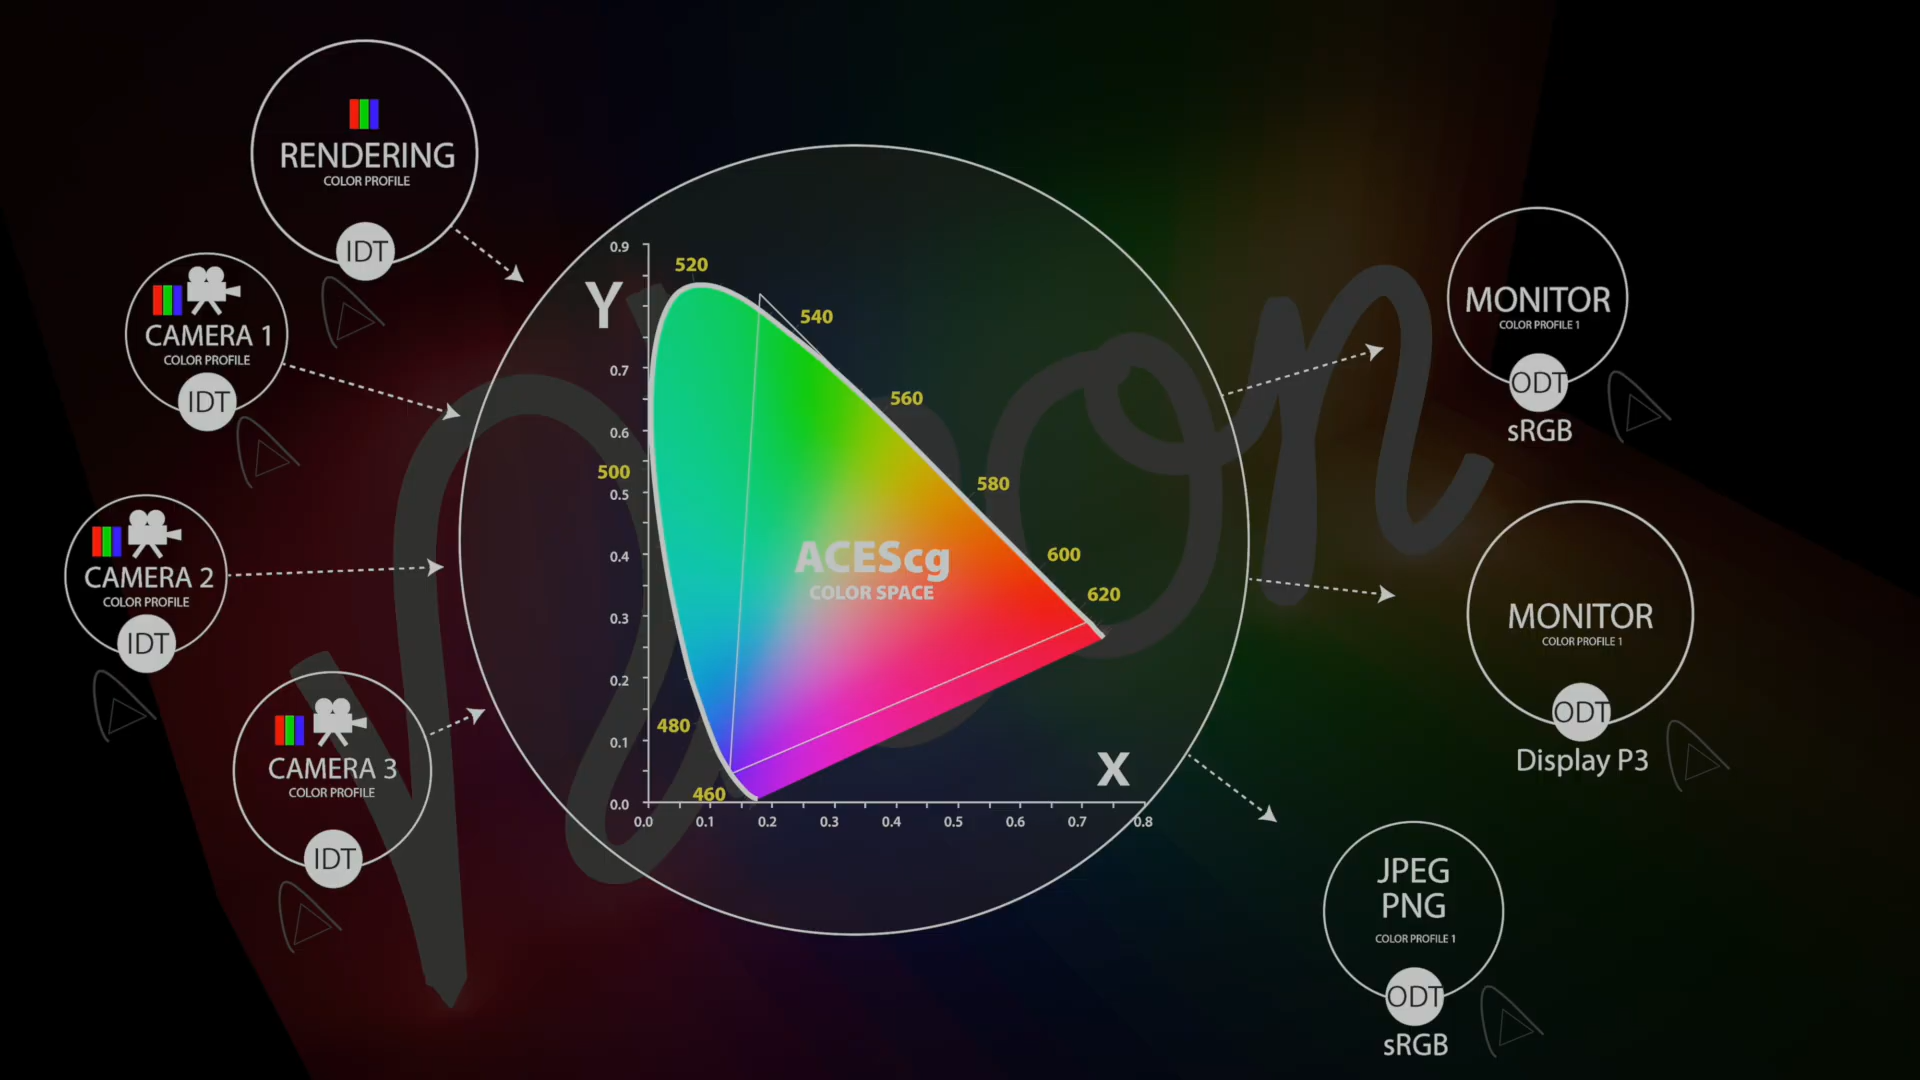 RENDERING
COLOR PROFILE
IDT
CAMERA 1
COLOR PROFILE
IDT
CAMERA 2
COLOR PROFILE
IDT
CAMERA 3
COLOR PROFILE
IDT
Y
0.9
0.7
0.6
0.5
0.4
0.3
0.2
0.1
0.0
520
540
560
580
600
620
500
480
460
ACEScg
COLOR SPACE
X
0.0 0.1 0.2 0.3 0.4 0.5 0.6 0.7 0.8
MONITOR
COLOR PROFILE 1
ODT
sRGB
MONITOR
COLOR PROFILE 1
ODT
Display P3
JPEG
PNG
COLOR PROFILE 1
ODT
sRGB